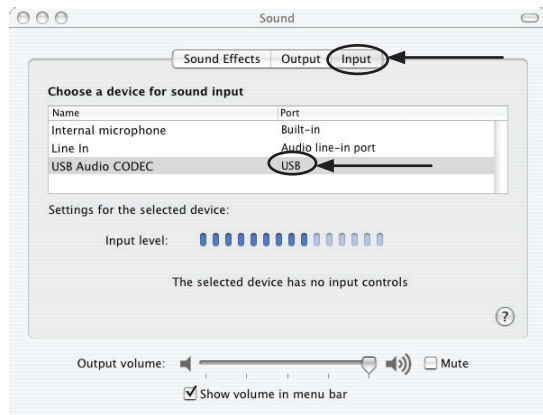 Sound
Sound Effects Output Input
Choose a device for sound input
Name Port
Internal microphone Built-in
Line In Audio line-in port
USB Audio CODEC USB
Settings for the selected device:
Input level:
The selected device has no input controls
?
Output volume: Mute
Show volume in menu bar